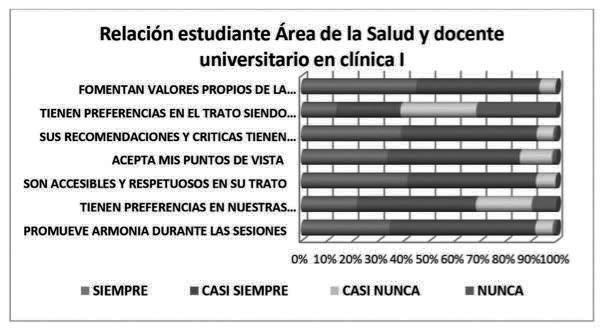 Relación estudiante Área de la Salud y docente
universitario en clínica I
FOMENTAN VALORES PROPIOS DE LA...
TIENEN PREFERENCIAS EN EL TRATO SIENDO...
SUS RECOMENDACIONES Y CRITICAS TIENEN...
ACEPTA MIS PUNTOS DE VISTA
SON ACCESIBLES Y RESPETUOSOS EN SU TRATO
TIENEN PREFERENCIAS EN NUESTRAS...
PROMUEVE ARMONIA DURANTE LAS SESIONES
0% 10% 20% 30% 40% 50% 60% 70% 80% 90% 100%
SIEMPRE CASI SIEMPRE CASI NUNCA NUNCA